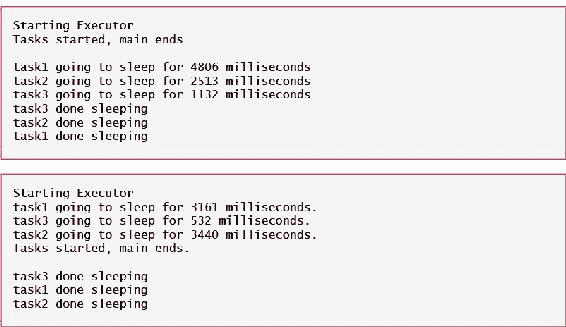 Starting Executor
Tasks started, main ends
task1 going to sleep for 4806 milliseconds
task2 going to sleep for 2513 milliseconds
task3 going to sleep for 1132 milliseconds
task3 done sleeping
task2 done sleeping
task1 done sleeping
Starting Executor
task1 going to sleep for 3161 milliseconds.
task3 going to sleep for 532 milliseconds.
task2 going to sleep for 3440 milliseconds.
Tasks started, main ends.
task3 done sleeping
task1 done sleeping
task2 done sleeping